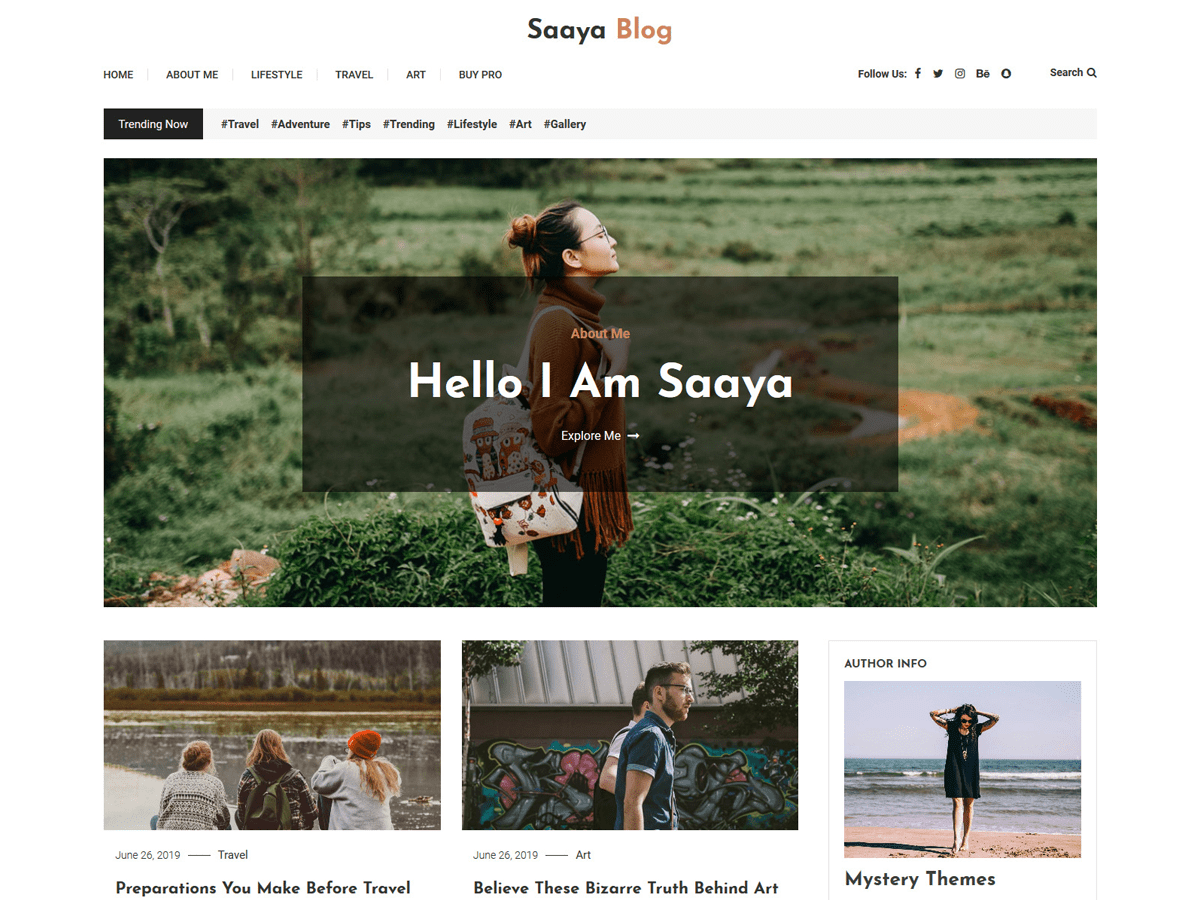 Saaya Blog
HOME ABOUT ME LIFESTYLE TRAVEL ART BUY PRO
Follow Us: Bē Search
Trending Now #Travel #Adventure #Tips #Trending #Lifestyle #Art #Gallery
About Me
Hello I Am Saaya
Explore Me
June 26, 2019 Travel
Preparations You Make Before Travel
June 26, 2019 Art
Believe These Bizarre Truth Behind Art
AUTHOR INFO
Mystery Themes